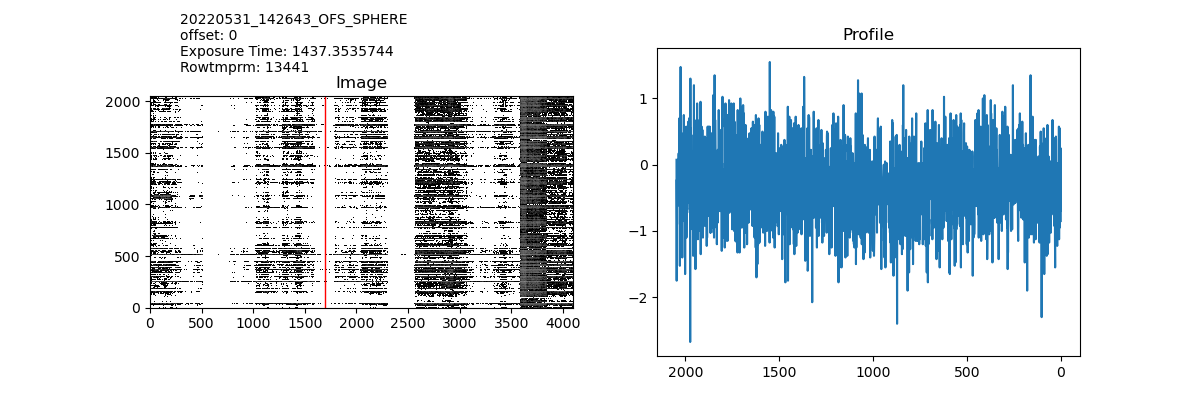 20220531_142643_OFS_SPHERE
offset: 0
Exposure Time: 1437.3535744
Rowtmprm: 13441
Image
2000
1500
1000
500
0
0 500 1000 1500 2000 2500 3000 3500 4000
Profile
1
0
−1
−2
2000 1500 1000 500 0